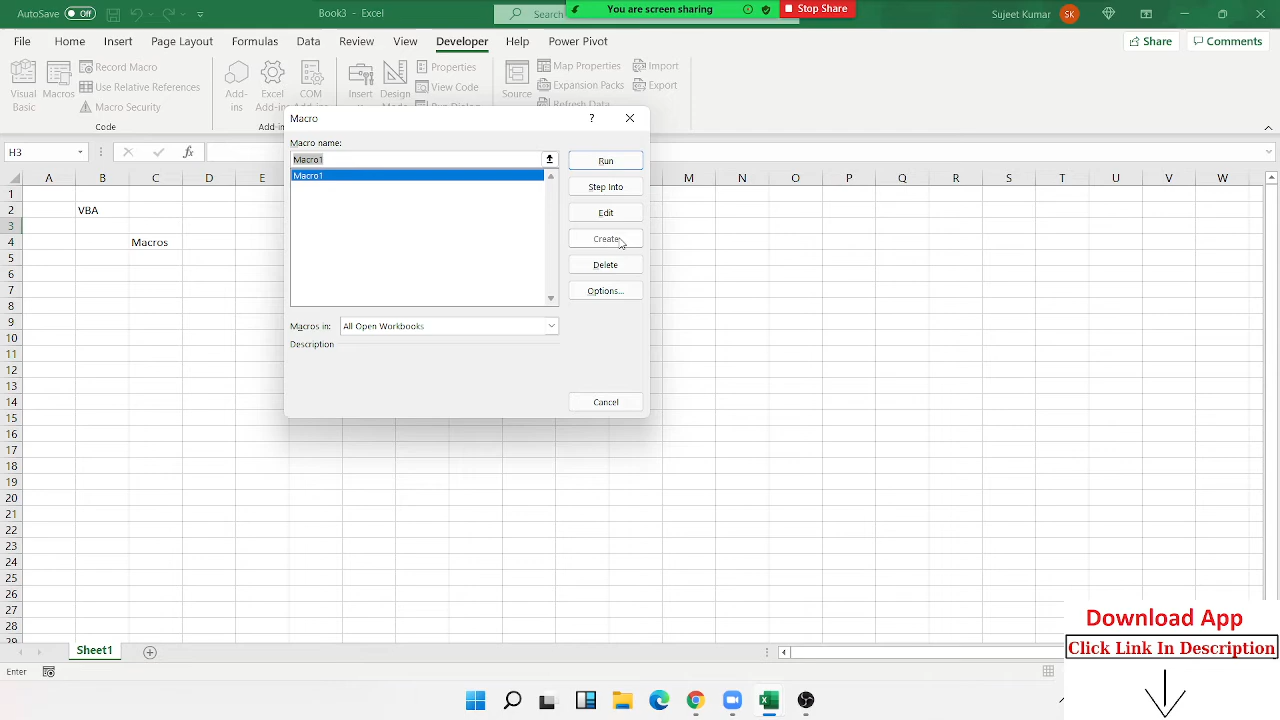 AutoSave Off Book3 - Excel Search You are screen sharing Stop Share Sujeet Kumar SK
File Home Insert Page Layout Formulas Data Review View Developer Help Power Pivot Share Comments
Visual Basic
Macros
Record Macro
Use Relative References
Macro Security
Code
Add-ins
Excel Add-ins
COM Add-ins
Insert
Design
Properties
View Code
Source
Map Properties
Expansion Packs
Refresh Data
Import
Export
H3
fx
Macro ?
Macro name:
Macro1
Macro1
Run
Step Into
Edit
Create
Delete
Options...
Macros in: All Open Workbooks
Description
Cancel
A B C D E M N O P Q R S T U V W
1
2 VBA
3
4 Macros
5
6
7
8
9
10
11
12
13
14
15
16
17
18
19
20
21
22
23
24
25
26
27
28
29
Sheet1
Enter
Download App
Click Link In Description